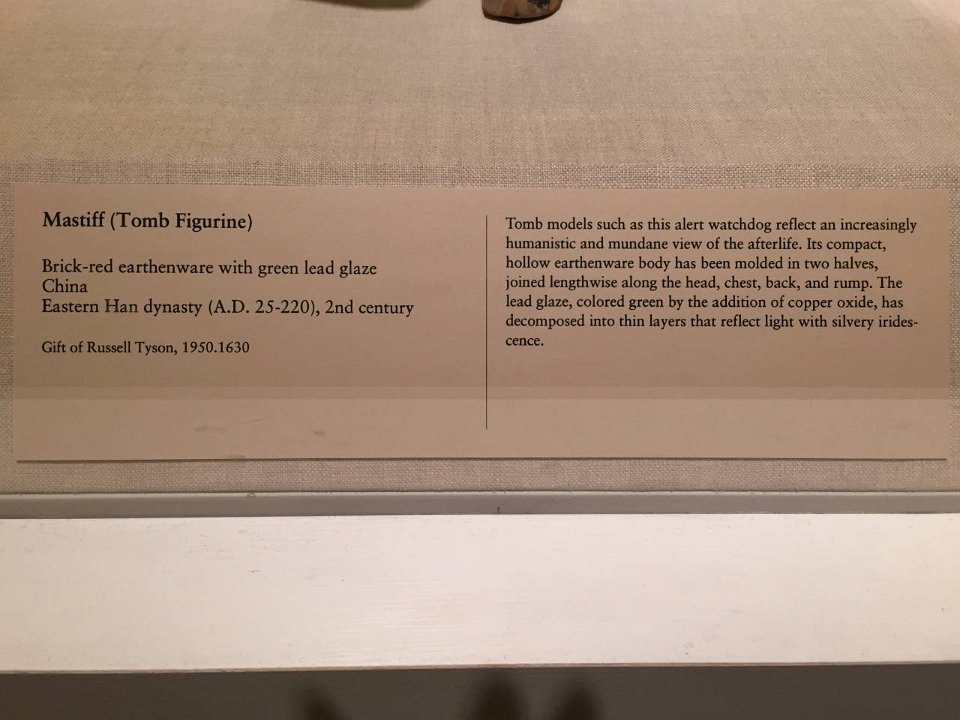 Mastiff (Tomb Figurine)
Brick-red earthenware with green lead glaze
China
Eastern Han dynasty (A.D. 25-220), 2nd century
Gift of Russell Tyson, 1950.1630
Tomb models such as this alert watchdog reflect an increasingly
humanistic and mundane view of the afterlife. Its compact,
hollow earthenware body has been molded in two halves,
joined lengthwise along the head, chest, back, and rump. The
lead glaze, colored green by the addition of copper oxide, has
decomposed into thin layers that reflect light with silvery irides-
cence.